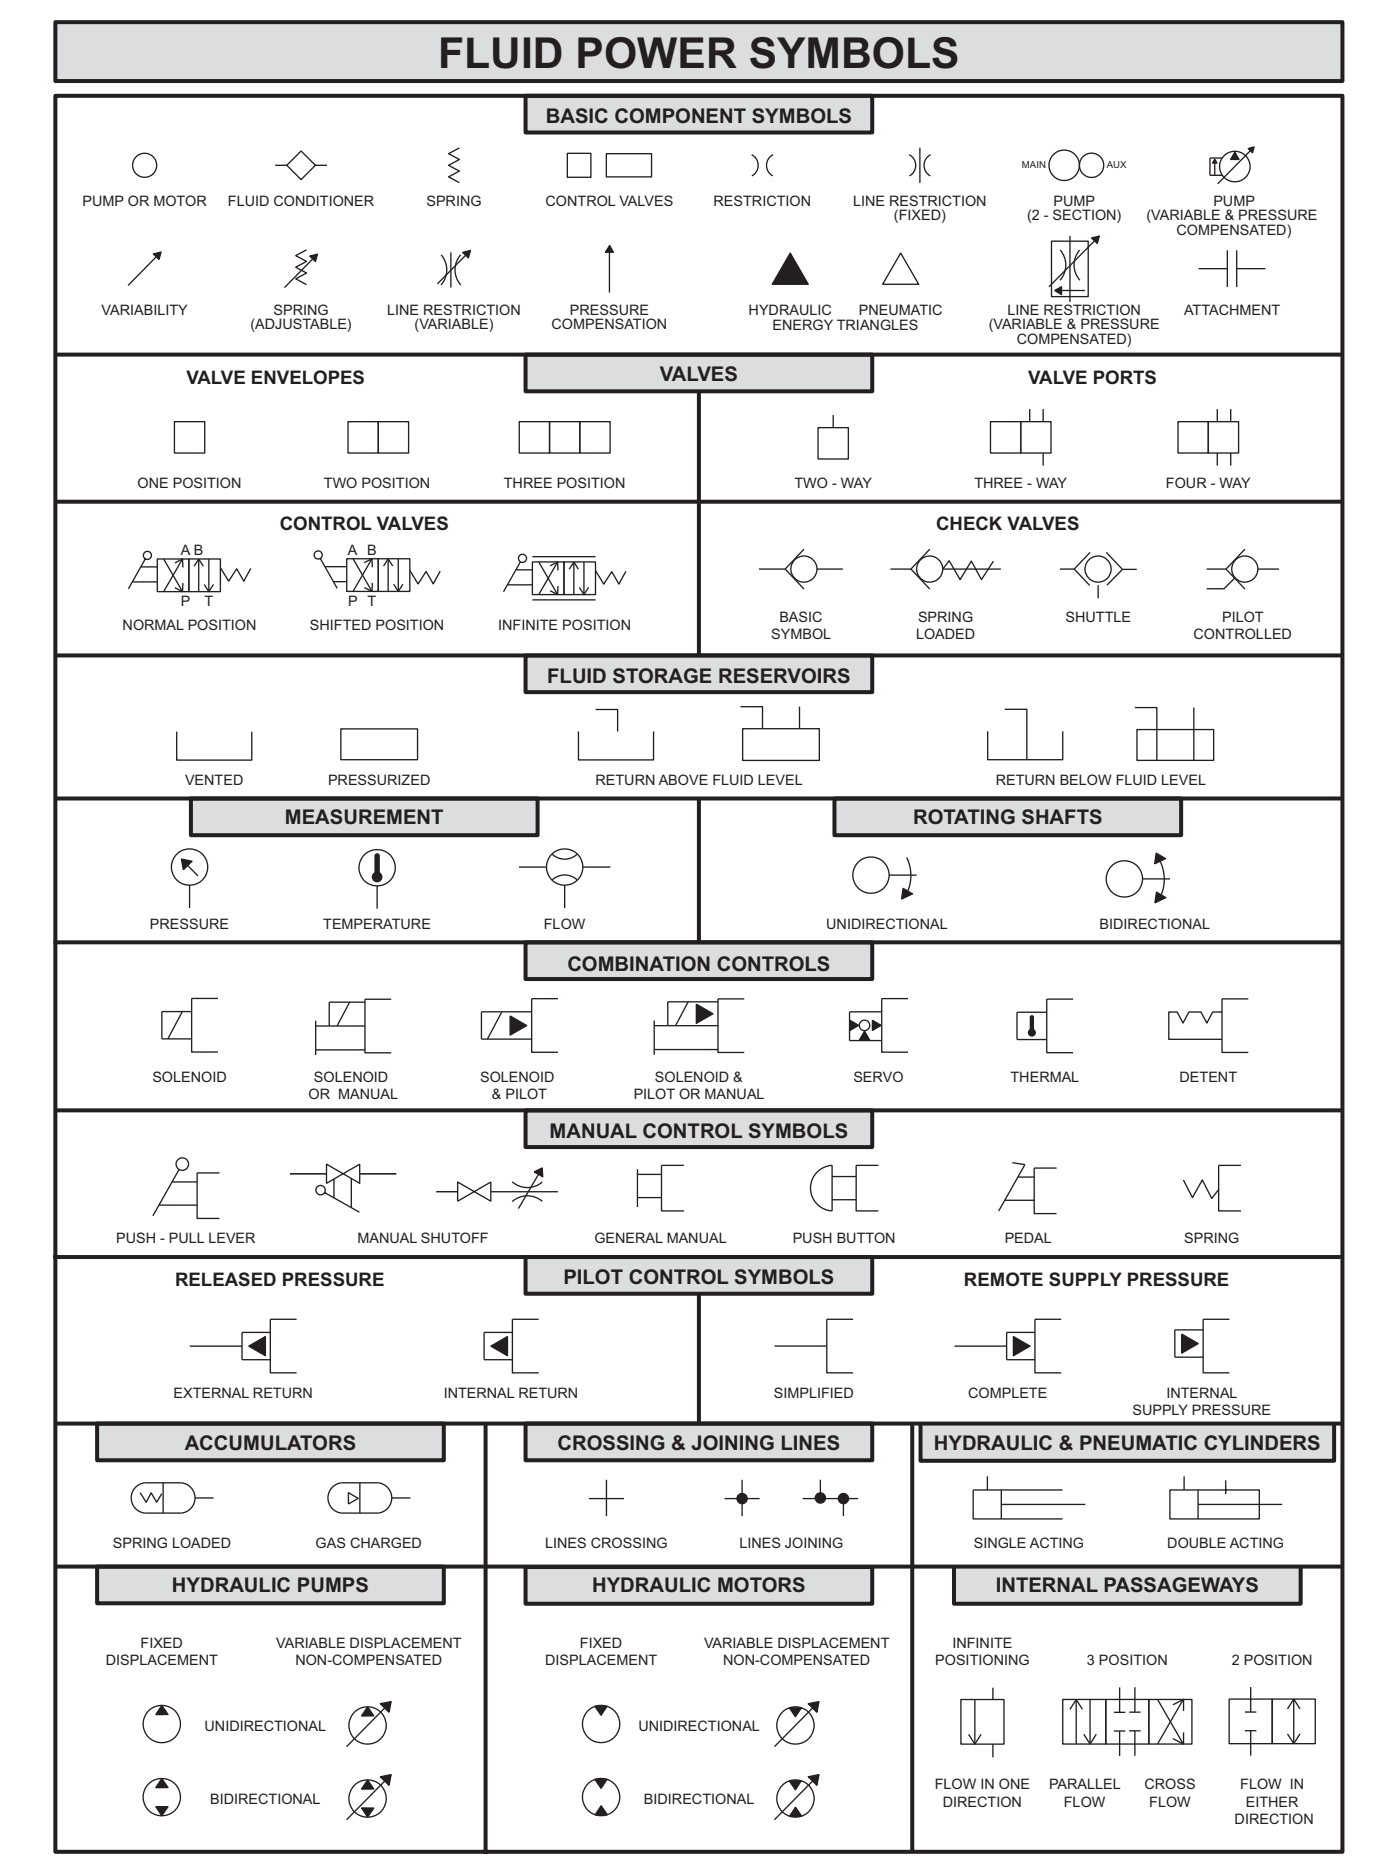 FLUID POWER SYMBOLS
BASIC COMPONENT SYMBOLS
MAIN AUX
PUMP OR MOTOR
FLUID CONDITIONER
SPRING
CONTROL VALVES
RESTRICTION
LINE RESTRICTION
(FIXED)
PUMP
(2 - SECTION)
PUMP
(VARIABLE & PRESSURE
COMPENSATED)
VARIABILITY
SPRING
(ADJUSTABLE)
LINE RESTRICTION
(VARIABLE)
PRESSURE
COMPENSATION
HYDRAULIC PNEUMATIC
ENERGY TRIANGLES
LINE RESTRICTION
(VARIABLE & PRESSURE
COMPENSATED)
ATTACHMENT
VALVES
VALVE ENVELOPES
ONE POSITION
TWO POSITION
THREE POSITION
VALVE PORTS
TWO - WAY
THREE - WAY
FOUR - WAY
CONTROL VALVES
A B
P T
NORMAL POSITION
A B
P T
SHIFTED POSITION
INFINITE POSITION
CHECK VALVES
BASIC
SYMBOL
SPRING
LOADED
SHUTTLE
PILOT
CONTROLLED
FLUID STORAGE RESERVOIRS
VENTED
PRESSURIZED
RETURN ABOVE FLUID LEVEL
RETURN BELOW FLUID LEVEL
MEASUREMENT
PRESSURE
TEMPERATURE
FLOW
ROTATING SHAFTS
UNIDIRECTIONAL
BIDIRECTIONAL
COMBINATION CONTROLS
SOLENOID
SOLENOID
OR MANUAL
SOLENOID
& PILOT
SOLENOID &
PILOT OR MANUAL
SERVO
THERMAL
DETENT
MANUAL CONTROL SYMBOLS
PUSH - PULL LEVER
MANUAL SHUTOFF
GENERAL MANUAL
PUSH BUTTON
PEDAL
SPRING
PILOT CONTROL SYMBOLS
RELEASED PRESSURE
EXTERNAL RETURN
INTERNAL RETURN
REMOTE SUPPLY PRESSURE
SIMPLIFIED
COMPLETE
INTERNAL
SUPPLY PRESSURE
ACCUMULATORS
SPRING LOADED
GAS CHARGED
CROSSING & JOINING LINES
LINES CROSSING
LINES JOINING
HYDRAULIC & PNEUMATIC CYLINDERS
SINGLE ACTING
DOUBLE ACTING
HYDRAULIC PUMPS
FIXED
DISPLACEMENT
VARIABLE DISPLACEMENT
NON-COMPENSATED
UNIDIRECTIONAL
BIDIRECTIONAL
HYDRAULIC MOTORS
FIXED
DISPLACEMENT
VARIABLE DISPLACEMENT
NON-COMPENSATED
UNIDIRECTIONAL
BIDIRECTIONAL
INTERNAL PASSAGEWAYS
INFINITE
POSITIONING
3 POSITION
2 POSITION
FLOW IN ONE
DIRECTION
PARALLEL
FLOW
CROSS
FLOW
FLOW IN
EITHER
DIRECTION